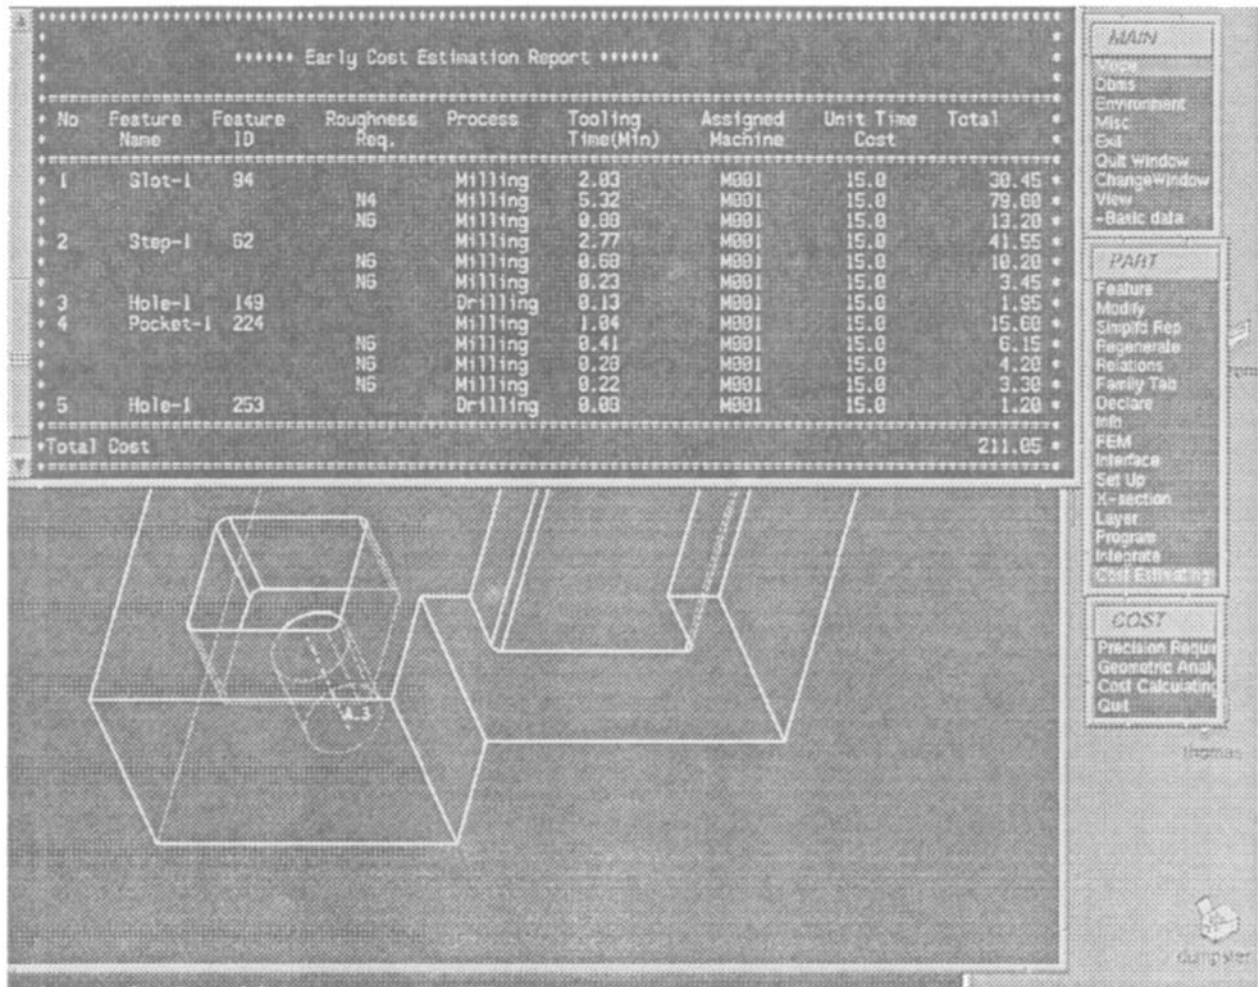 ****** Early Cost Estimation Report ******
No Feature Name Feature ID Roughness Req. Process Tooling Time(Min) Assigned Machine Unit Time Cost Total
1 Slot-1 94 Milling 2.03 M001 15.0 30.45
N4 Milling 5.32 M001 15.0 79.80
N6 Milling 0.88 M001 15.0 13.20
2 Step-1 62 Milling 2.77 M001 15.0 41.55
N6 Milling 0.68 M001 15.0 10.20
N6 Milling 0.23 M001 15.0 3.45
3 Hole-1 149 Drilling 0.13 M001 15.0 1.95
4 Pocket-1 224 Milling 1.04 M001 15.0 15.60
N6 Milling 0.41 M001 15.0 6.15
N6 Milling 0.28 M001 15.0 4.20
N6 Milling 0.22 M001 15.0 3.30
5 Hole-1 253 Drilling 0.08 M001 15.0 1.20
Total Cost 211.05
A_3
MAIN
Mode
Dbms
Environment
Misc
Exit
Quit Window
ChangeWindow
View
-Basic data
PART
Feature
Modify
Simplfd Rep
Regenerate
Relations
Family Tab
Declare
Info
FEM
Interface
Set Up
X-section
Layer
Program
Integrate
Cost Estimating
COST
Precision Requi
Geometric Analy
Cost Calculating
Quit
thomas
dumpster